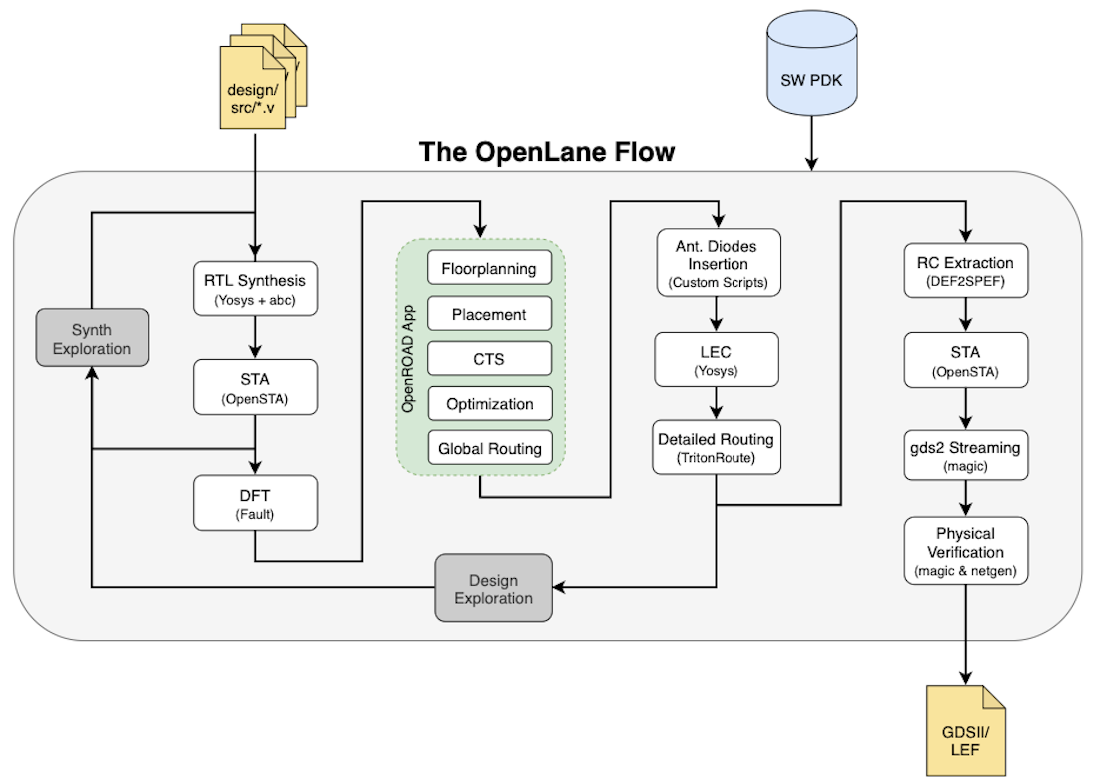 design/
src/*.v
/
SW PDK
The OpenLane Flow
RTL Synthesis
(Yosys + abc)
Synth
Exploration
STA
(OpenSTA)
DFT
(Fault)
OpenROAD App
Floorplanning
Placement
CTS
Optimization
Global Routing
Design
Exploration
Ant. Diodes
Insertion
(Custom Scripts)
LEC
(Yosys)
Detailed Routing
(TritonRoute)
RC Extraction
(DEF2SPEF)
STA
(OpenSTA)
gds2 Streaming
(magic)
Physical
Verification
(magic & netgen)
GDSII/
LEF